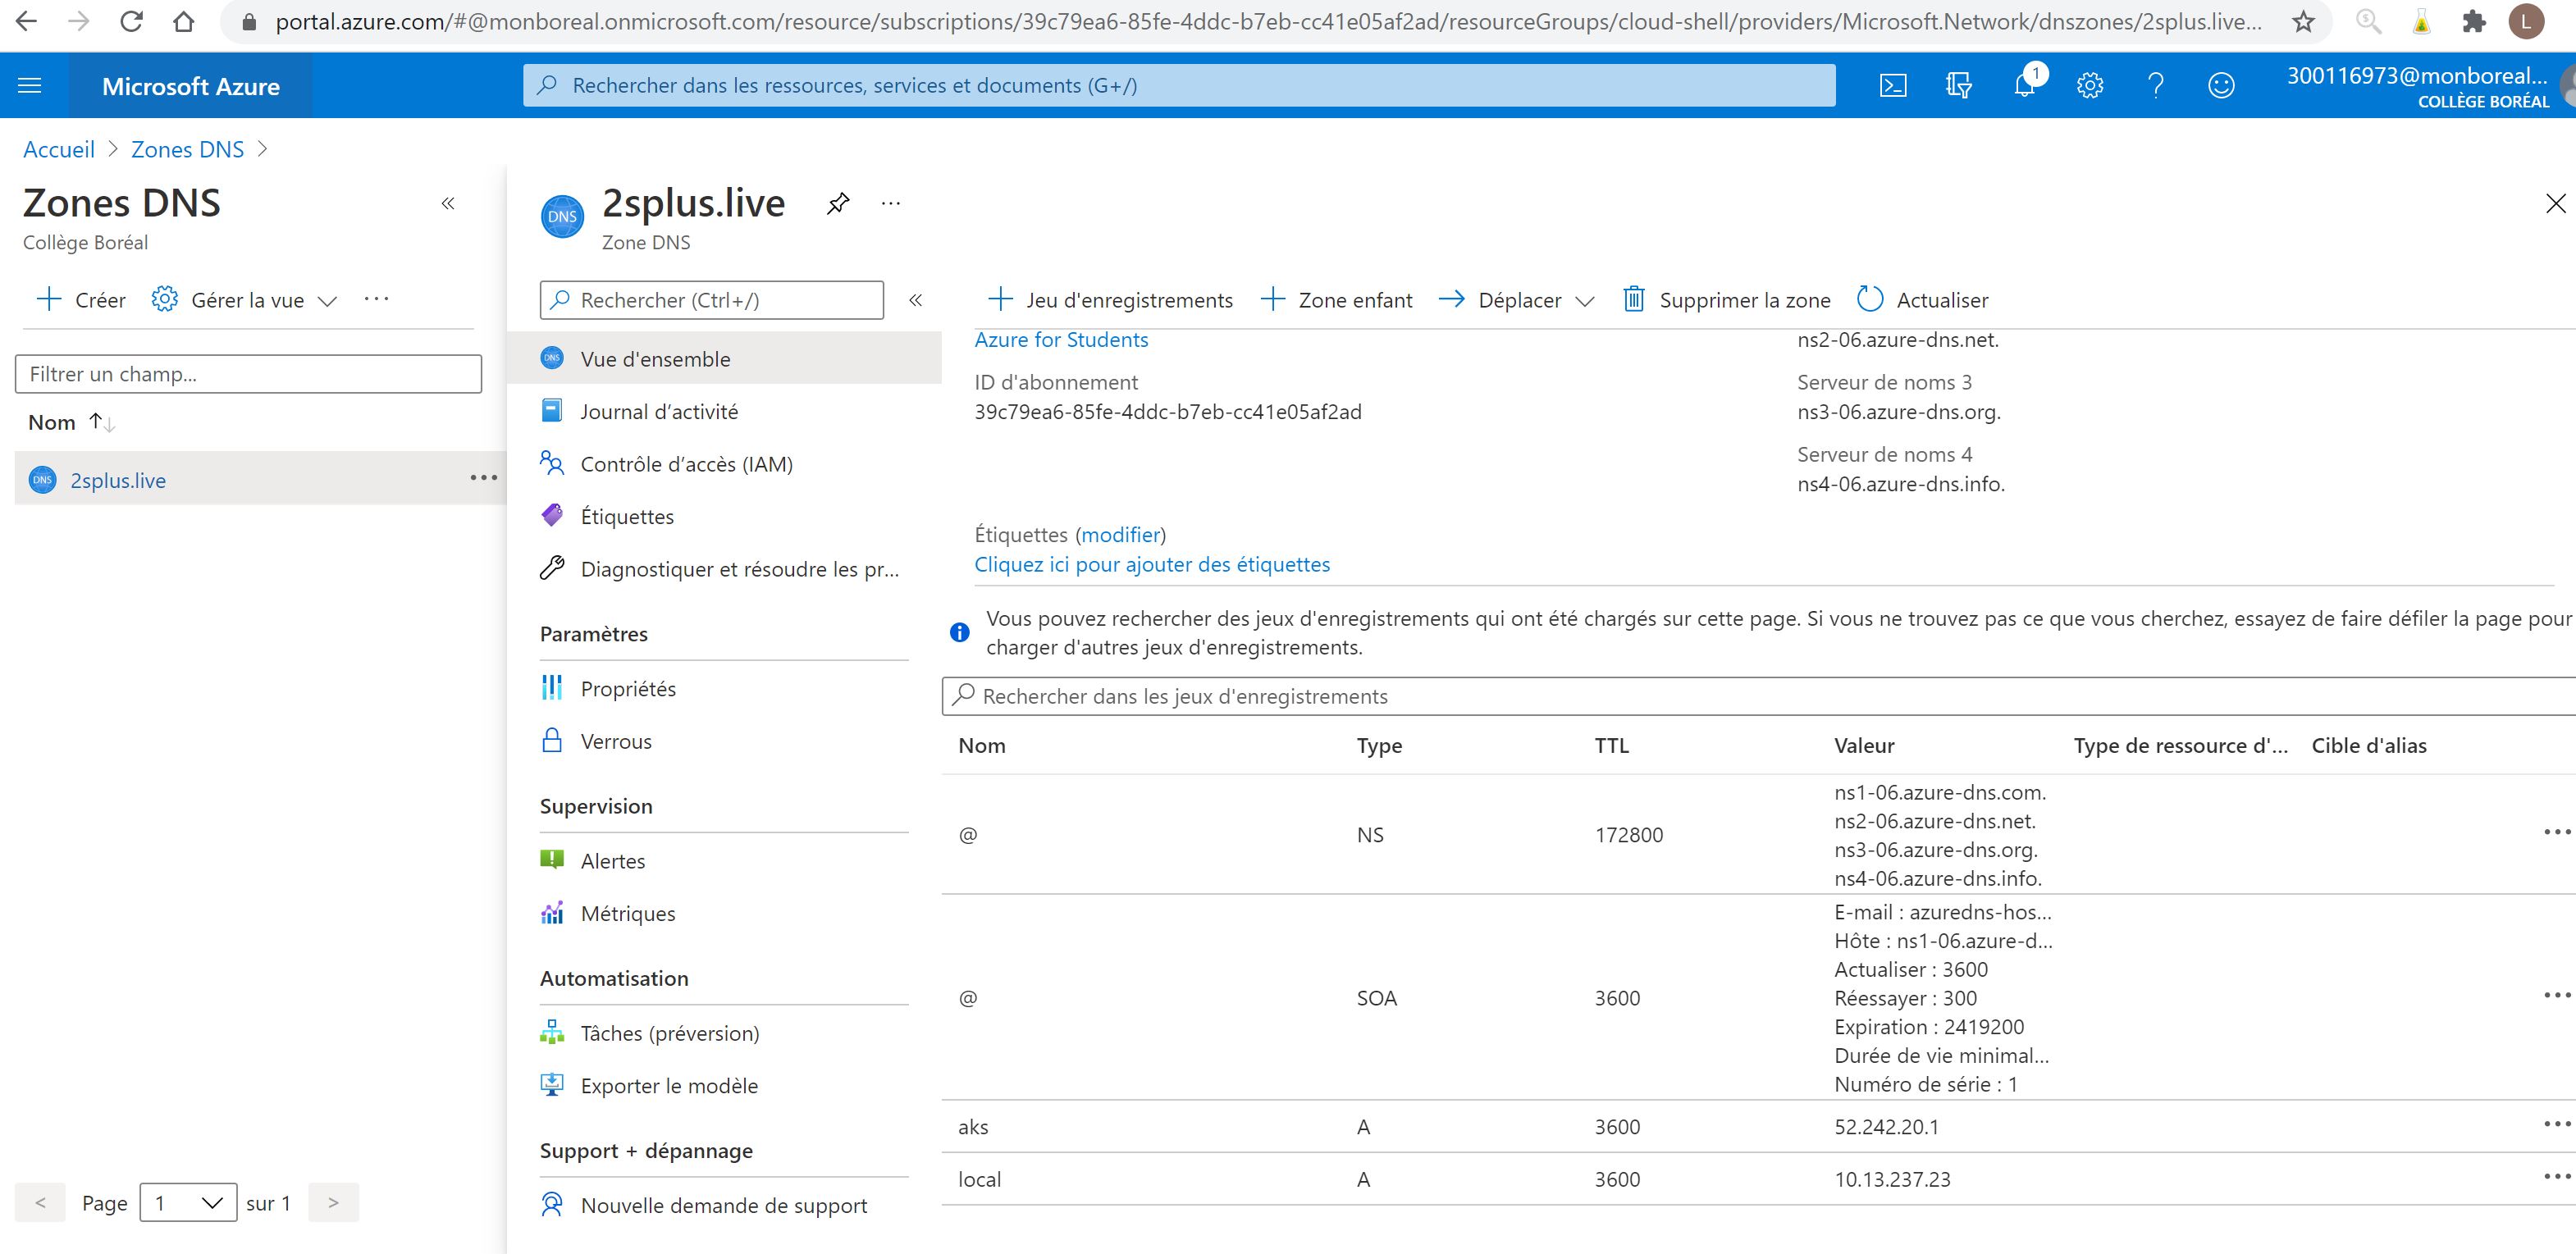 portal.azure.com/#@monboreal.onmicrosoft.com/resource/subscriptions/39c79ea6-85fe-4ddc-b7eb-cc41e05af2ad/resourceGroups/cloud-shell/providers/Microsoft.Network/dnszones/2splus.live...
L
Microsoft Azure
Rechercher dans les ressources, services et documents (G+/)
1
300116973@monboreal...
COLLÈGE BORÉAL
Accueil > Zones DNS >
Zones DNS
Collège Boréal
Créer
Gérer la vue
Filtrer un champ...
Nom
DNS
2splus.live
Page 1 sur 1
DNS
2splus.live
Zone DNS
Rechercher (Ctrl+/)
DNS
Vue d'ensemble
Journal d’activité
Contrôle d’accès (IAM)
Étiquettes
Diagnostiquer et résoudre les pr...
Paramètres
Propriétés
Verrous
Supervision
Alertes
Métriques
Automatisation
Tâches (préversion)
Exporter le modèle
Support + dépannage
Nouvelle demande de support
Jeu d'enregistrements
Zone enfant
Déplacer
Supprimer la zone
Actualiser
Azure for Students
ID d'abonnement
39c79ea6-85fe-4ddc-b7eb-cc41e05af2ad
ns2-06.azure-dns.net.
Serveur de noms 3
ns3-06.azure-dns.org.
Serveur de noms 4
ns4-06.azure-dns.info.
Étiquettes (modifier)
Cliquez ici pour ajouter des étiquettes
Vous pouvez rechercher des jeux d'enregistrements qui ont été chargés sur cette page. Si vous ne trouvez pas ce que vous cherchez, essayez de faire défiler la page pour
charger d'autres jeux d'enregistrements.
Rechercher dans les jeux d'enregistrements
Nom Type TTL Valeur Type de ressource d'... Cible d'alias
@ NS 172800
ns1-06.azure-dns.com.
ns2-06.azure-dns.net.
ns3-06.azure-dns.org.
ns4-06.azure-dns.info.
@ SOA 3600
E-mail : azuredns-hos...
Hôte : ns1-06.azure-d...
Actualiser : 3600
Réessayer : 300
Expiration : 2419200
Durée de vie minimal...
Numéro de série : 1
aks A 3600 52.242.20.1
local A 3600 10.13.237.23